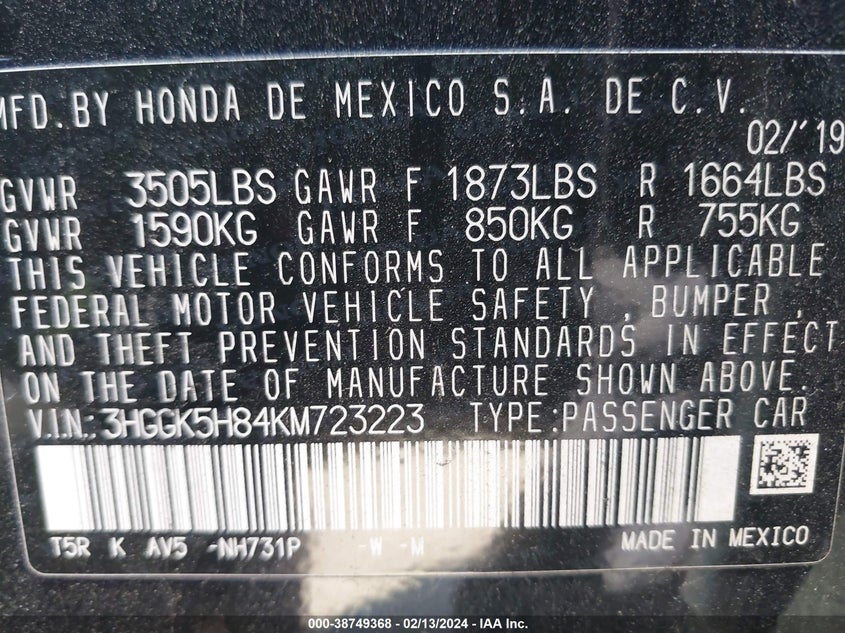 MFD.BY HONDA DE MEXICO S.A. DE C.V.
02/'19
GVWR 3505LBS GAWR F 1873LBS R 1664LBS
GVWR 1590KG GAWR F 850KG R 755KG
THIS VEHICLE CONFORMS TO ALL APPLICABLE
FEDERAL MOTOR VEHICLE SAFETY , BUMPER ,
AND THEFT PREVENTION STANDARDS IN EFFECT
ON THE DATE OF MANUFACTURE SHOWN ABOVE.
V.I.N.: 3HGGK5H84KM723223 TYPE:PASSENGER CAR
T5R K AV5 -NH731P -W -M MADE IN MEXICO
000-38749368 - 02/13/2024 - IAA Inc.